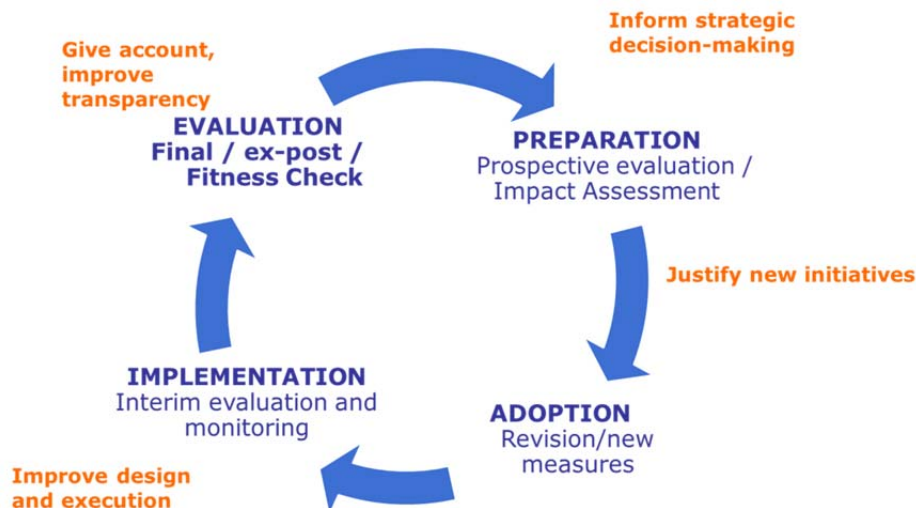 Give account,
improve
transparency
EVALUATION
Final / ex-post /
Fitness Check
Inform strategic
decision-making
PREPARATION
Prospective evaluation /
Impact Assessment
Justify new initiatives
ADOPTION
Revision/new
measures
IMPLEMENTATION
Interim evaluation and
monitoring
Improve design
and execution